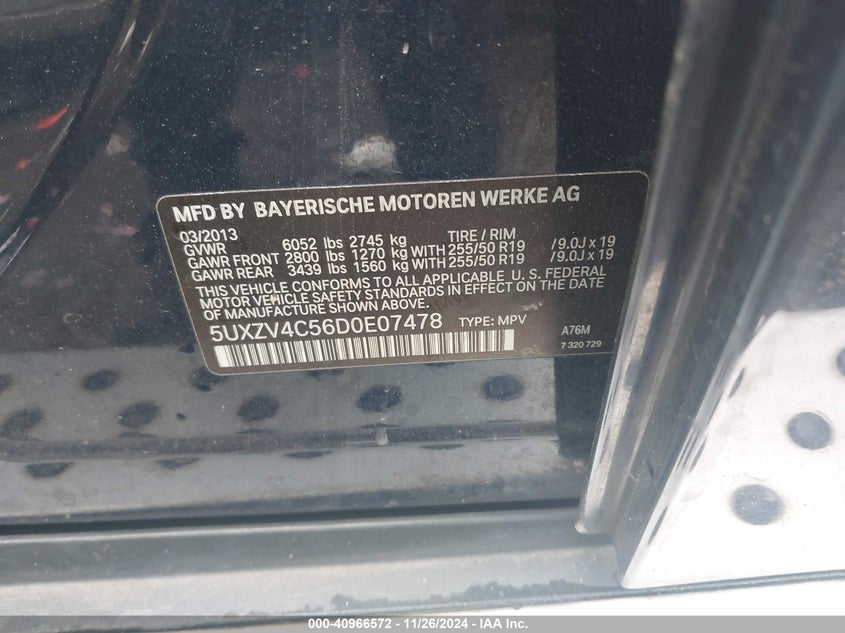 MFD BY BAYERISCHE MOTOREN WERKE AG
03/2013 TIRE / RIM
GVWR 6052 lbs 2745 kg
GAWR FRONT 2800 lbs 1270 kg WITH 255/50 R19 /9.0J x 19
GAWR REAR 3439 lbs 1560 kg WITH 255/50 R19 /9.0J x 19
THIS VEHICLE CONFORMS TO ALL APPLICABLE U.S. FEDERAL
MOTOR VEHICLE SAFETY STANDARDS IN EFFECT ON THE DATE
OF MANUFACTURE SHOWN ABOVE.
5UXZV4C56D0E07478 TYPE: MPV A76M
7 320 729
000-40966572 - 11/26/2024 - IAA Inc.